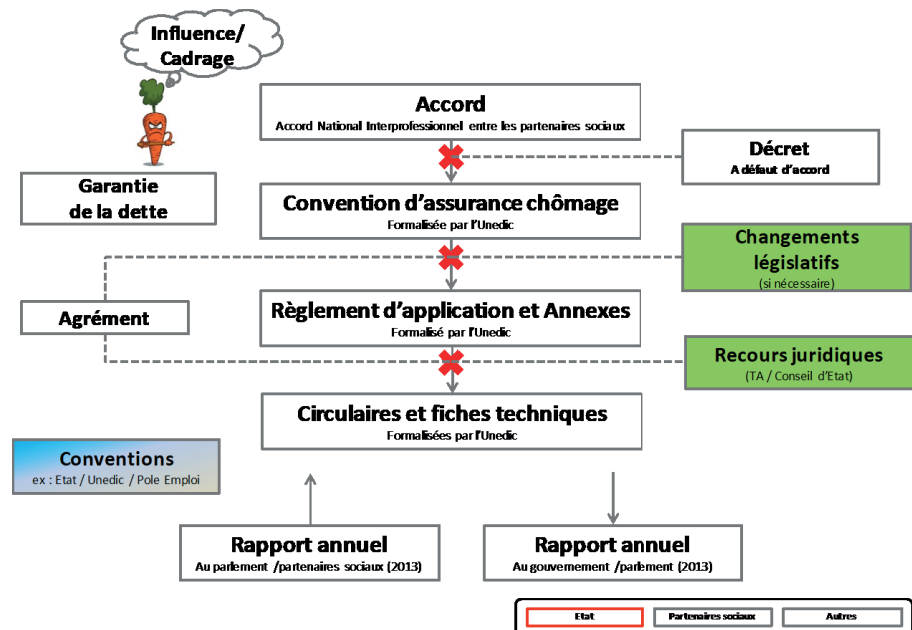 Influence/
Cadrage
Accord
Accord National Interprofessionnel entre les partenaires sociaux
Décret
A défaut d'accord
Garantie
de la dette
Convention d'assurance chômage
Formalisée par l'Unedic
Changements
législatifs
(si nécessaire)
Agrément
Règlement d'application et Annexes
Formalisé par l'Unedic
Recours juridiques
(TA / Conseil d'Etat)
Circulaires et fiches techniques
Formalisées par l'Unedic
Conventions
ex : Etat / Unedic / Pole Emploi
Rapport annuel
Au parlement /partenaires sociaux (2013)
Rapport annuel
Au gouvernement /parlement (2013)
Etat
Partenaires sociaux
Autres